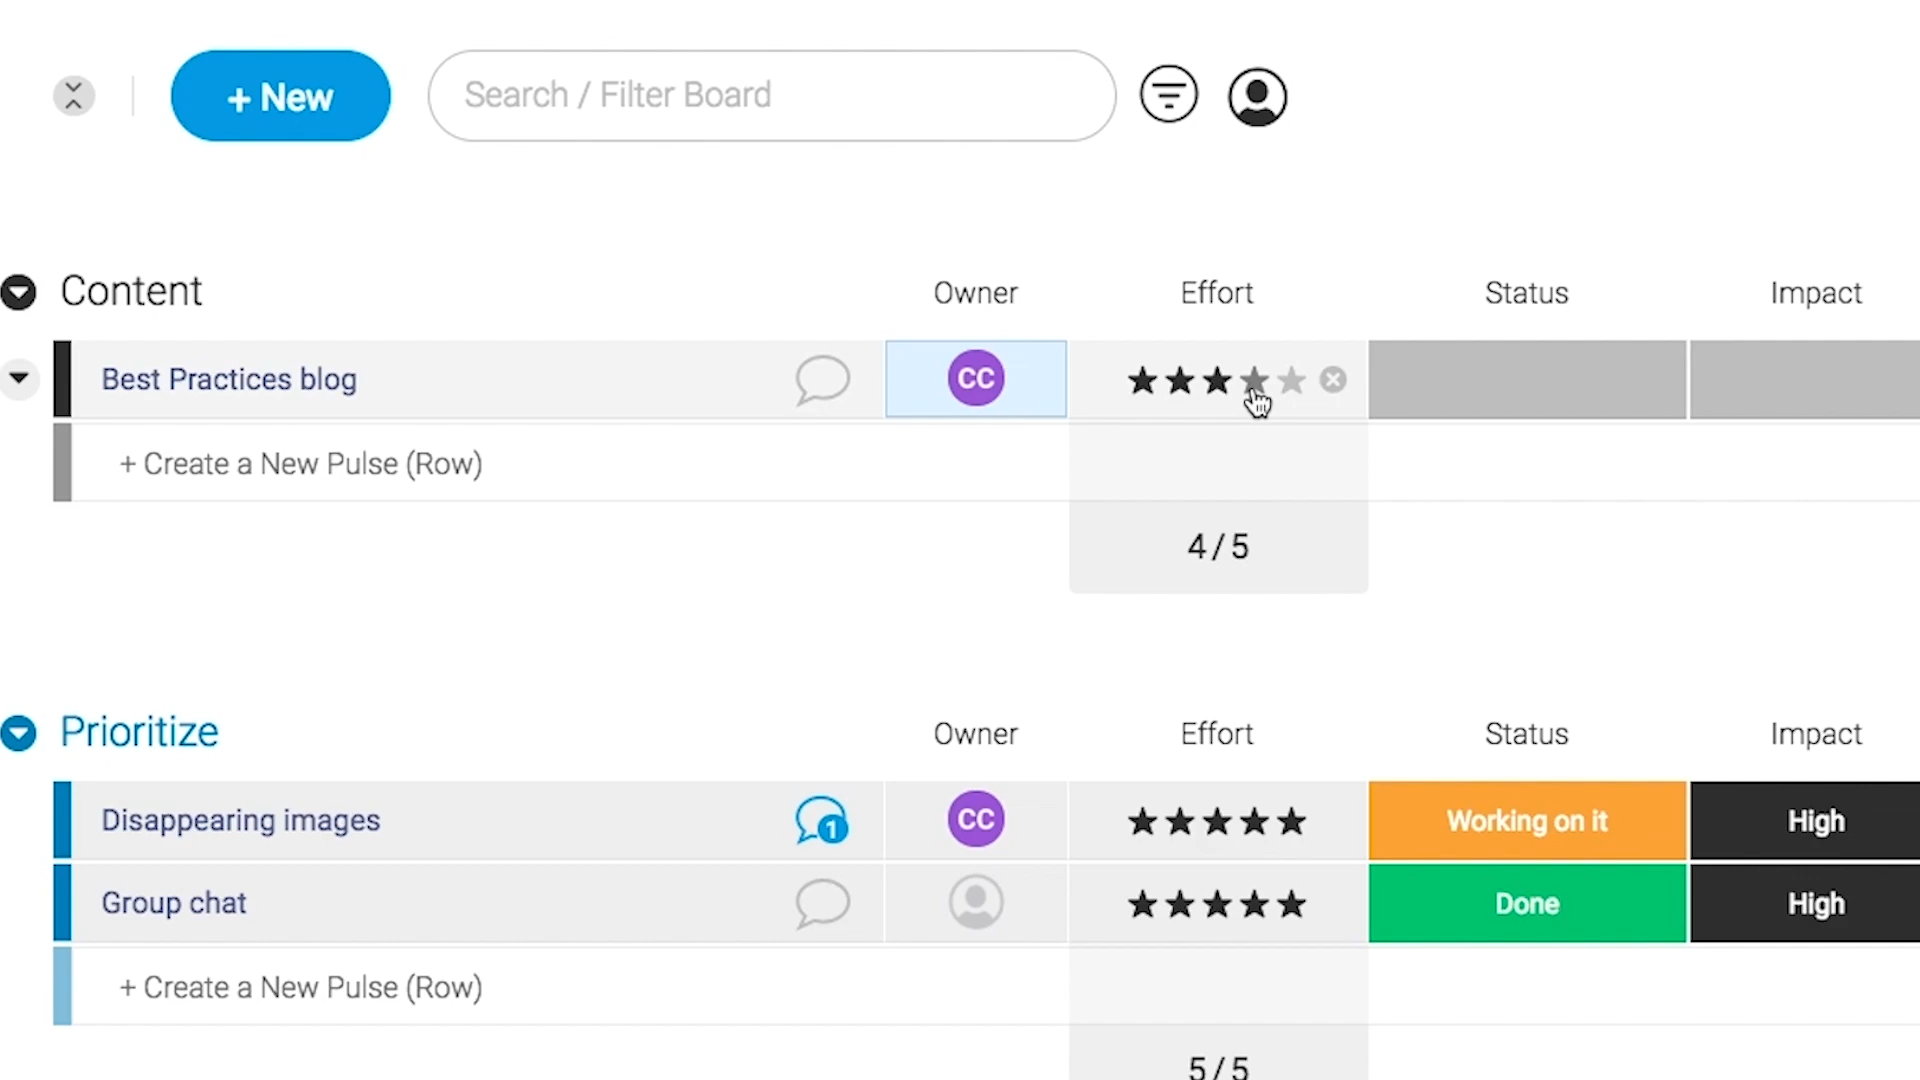 + New
Search / Filter Board
Content Owner Effort Status Impact
Best Practices blog CC
+ Create a New Pulse (Row)
4 / 5
Prioritize Owner Effort Status Impact
Disappearing images 1 CC Working on it High
Group chat Done High
+ Create a New Pulse (Row)
5 / 5